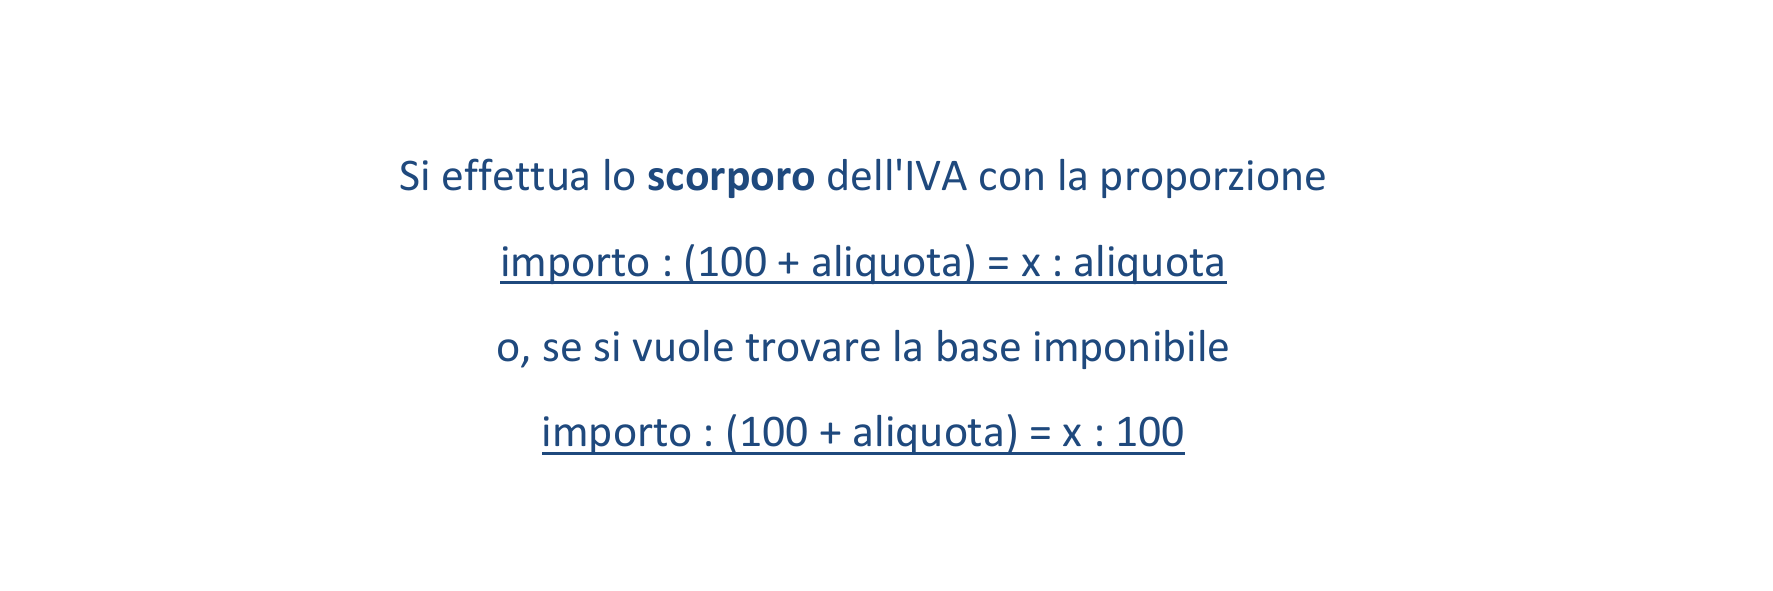 Si effettua lo scorporo dell'IVA con la proporzione
importo : (100 + aliquota) = x : aliquota
o, se si vuole trovare la base imponibile
importo : (100 + aliquota) = x : 100